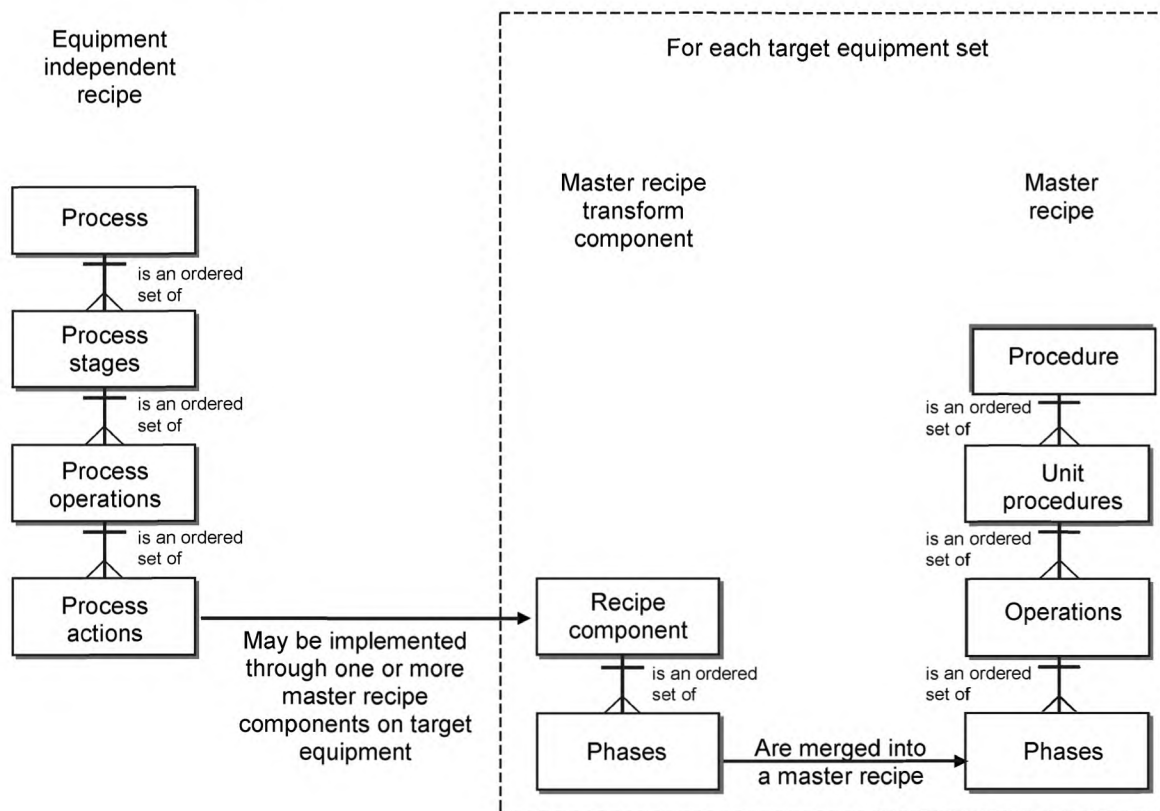 Equipment
independent
recipe
Process
is an ordered
set of
Process
stages
is an ordered
set of
Process
operations
is an ordered
set of
Process
actions
May be implemented
through one or more
master recipe
components on target
equipment
For each target equipment set
Master recipe
transform
component
Recipe
component
is an ordered
set of
Phases
Are merged into
a master recipe
Master
recipe
Procedure
is an ordered
set of
Unit
procedures
is an ordered
set of
Operations
is an ordered
set of
Phases